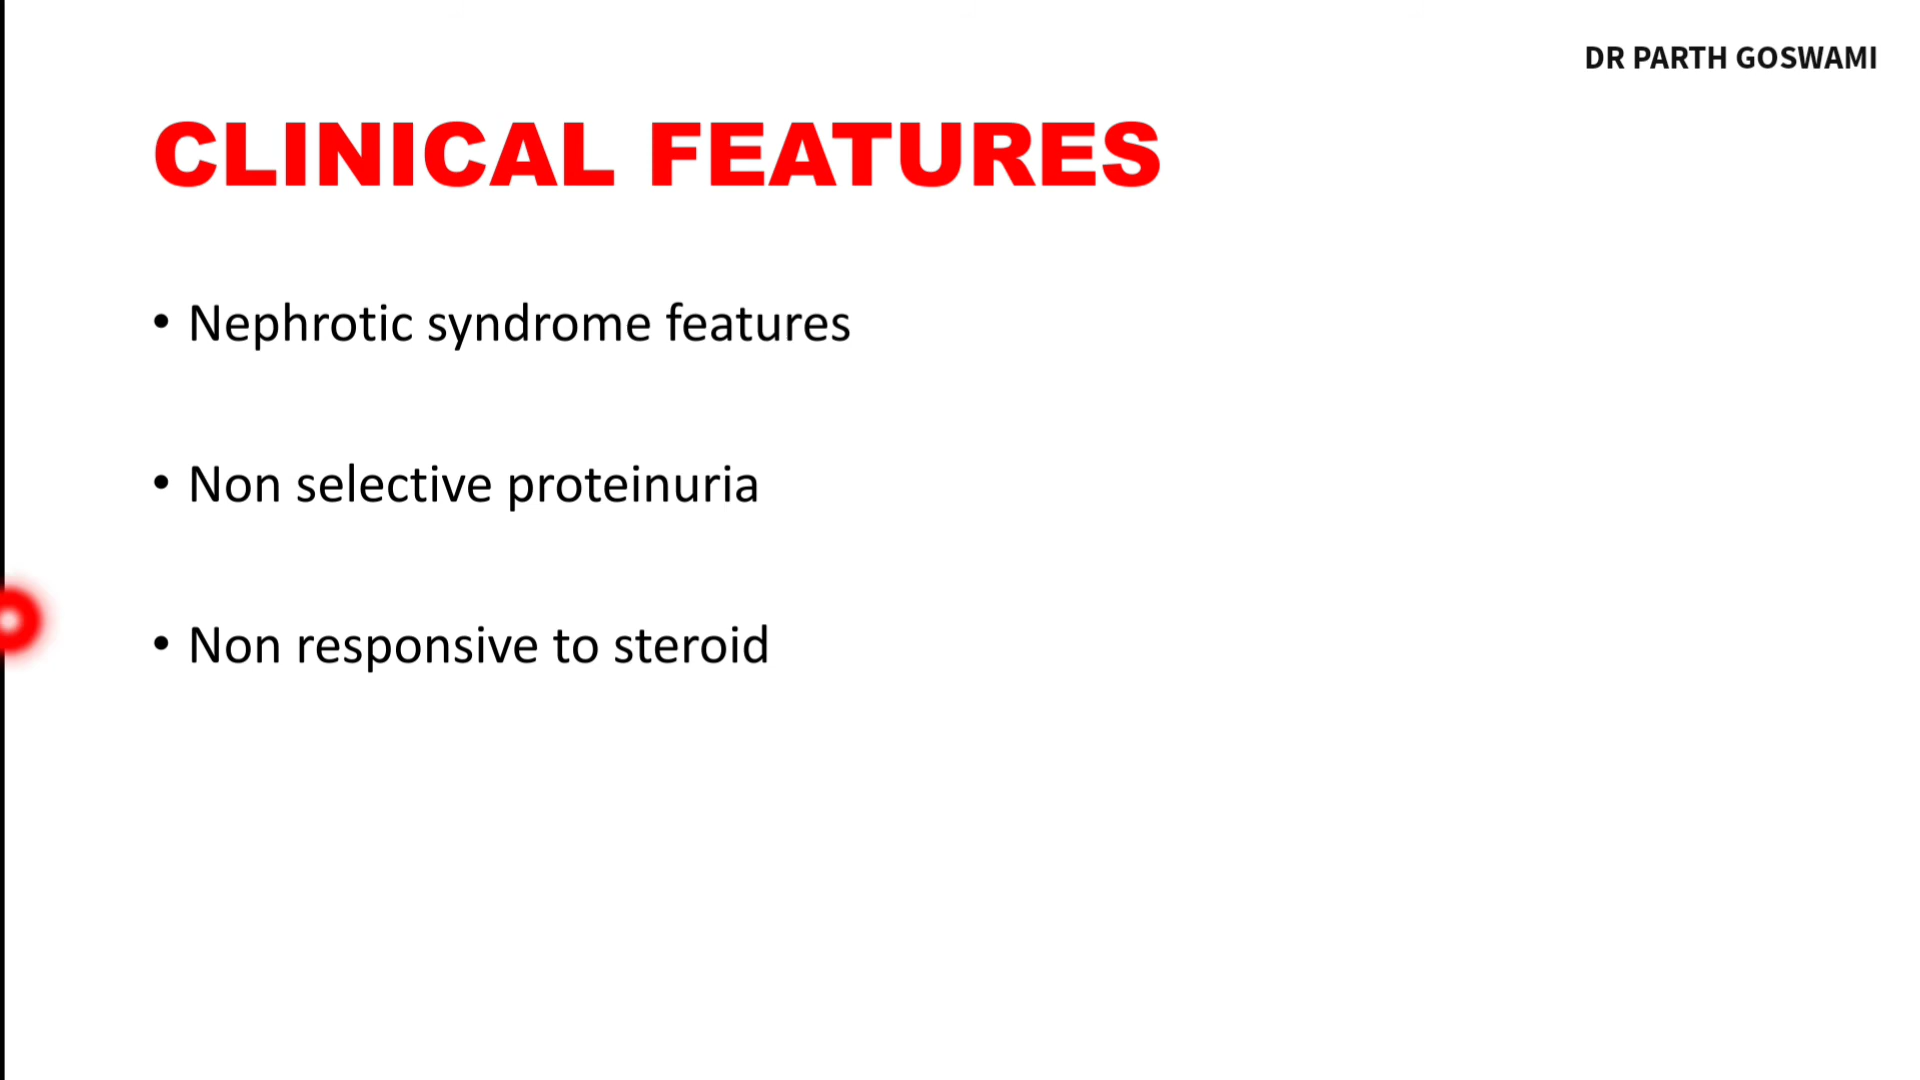 DR PARTH GOSWAMI
CLINICAL FEATURES
• Nephrotic syndrome features
• Non selective proteinuria
• Non responsive to steroid